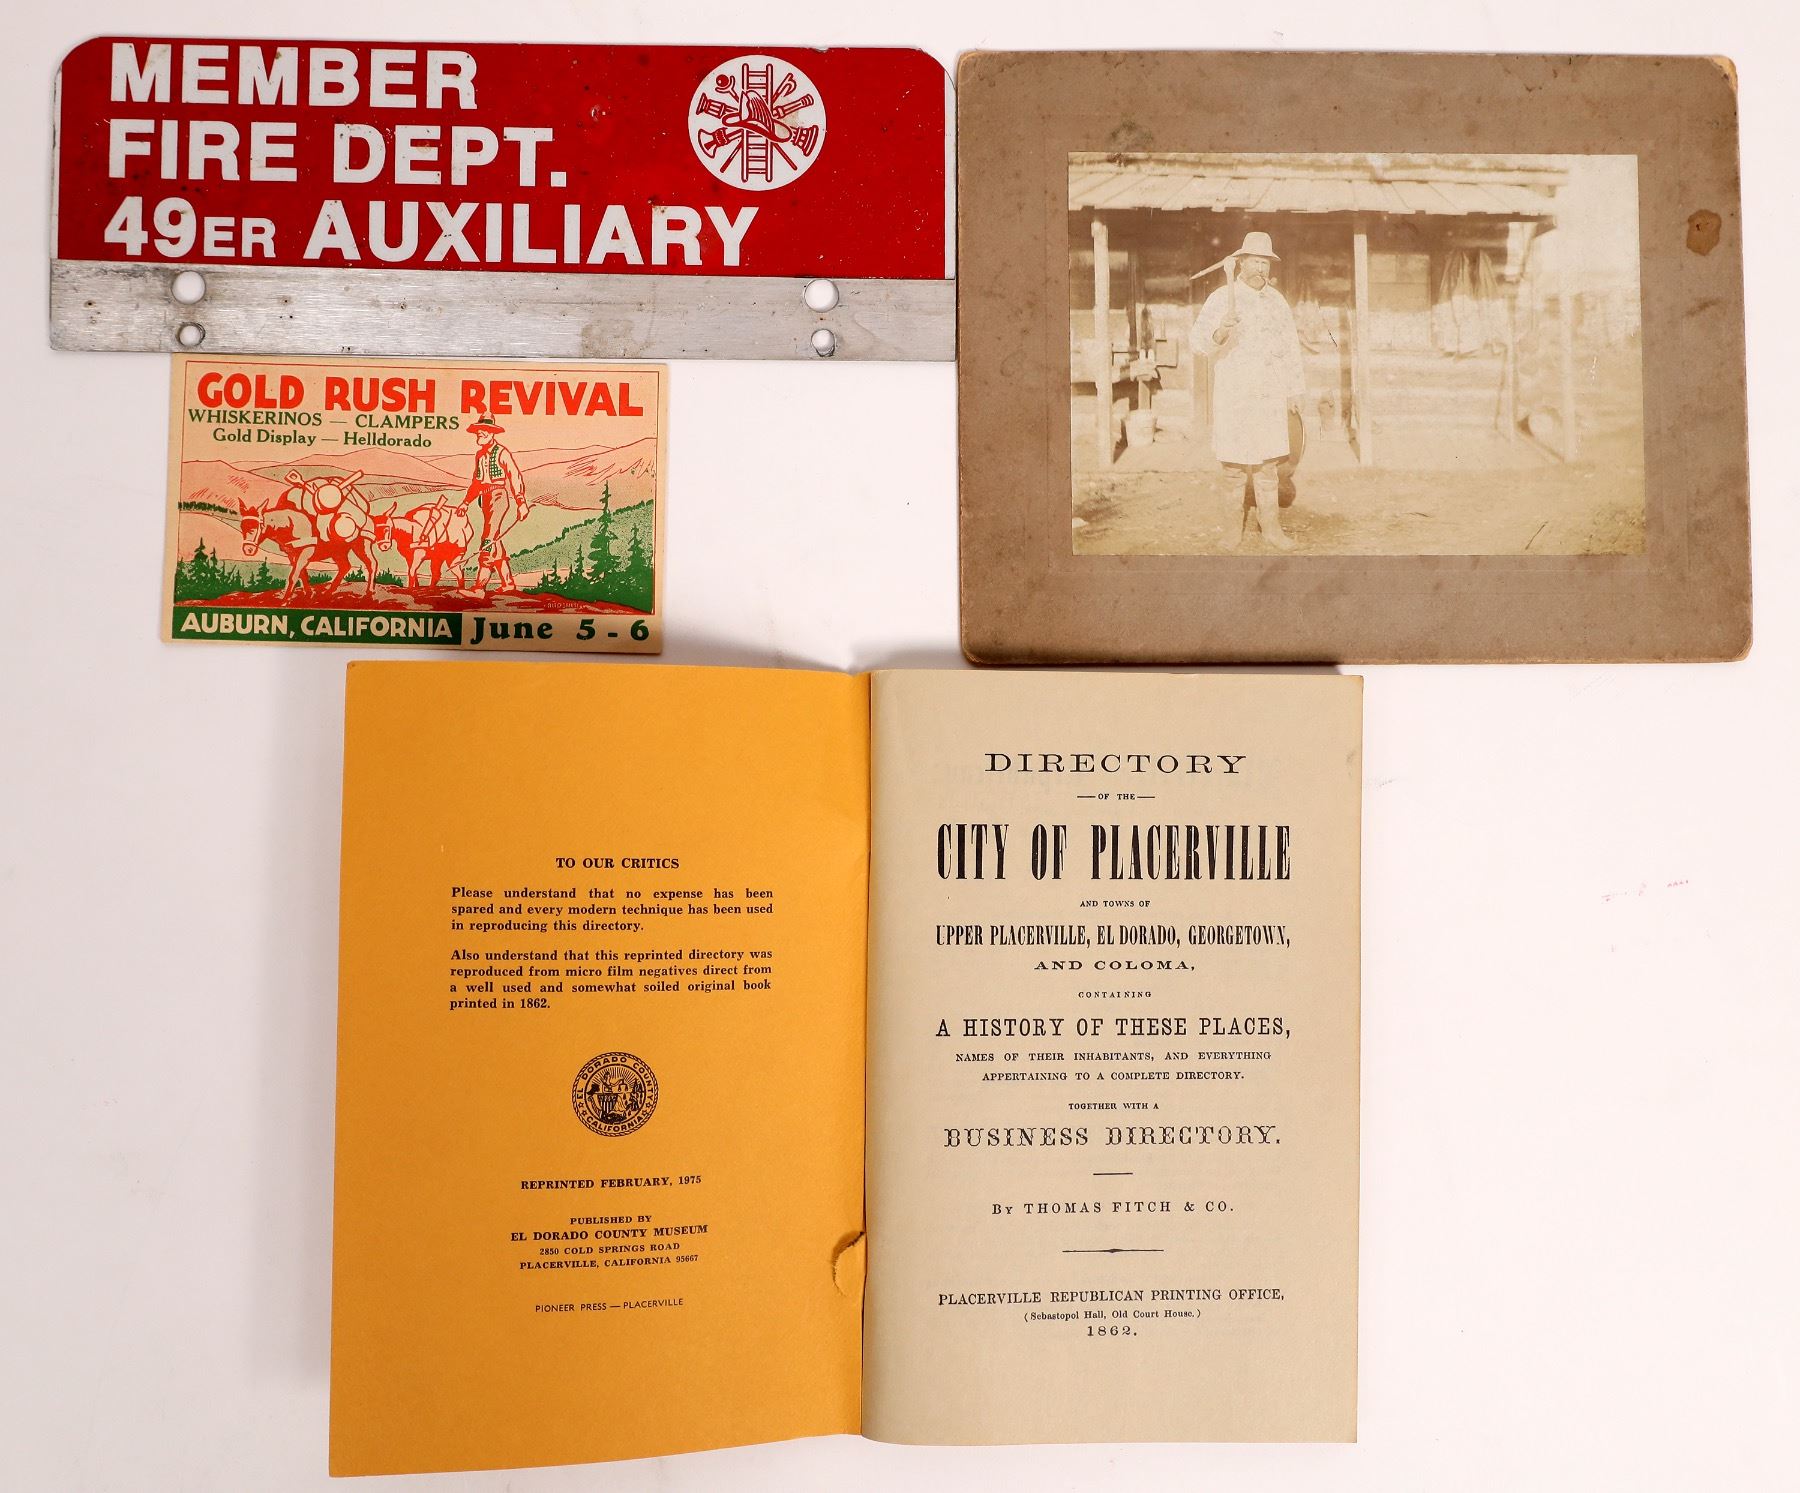 MEMBER
FIRE DEPT.
49ER AUXILIARY
GOLD RUSH REVIVAL
WHISKERINOS — CLAMPERS
Gold Display — Helldorado
AUBURN, CALIFORNIA June 5 - 6
TO OUR CRITICS
Please understand that no expense has been
spared and every modern technique has been used
in reproducing this directory.
Also understand that this reprinted directory was
reproduced from micro film negatives direct from
a well used and somewhat soiled original book
printed in 1862.
EL DORADO COUNTY
CALIFORNIA
REPRINTED FEBRUARY, 1975
PUBLISHED BY
EL DORADO COUNTY MUSEUM
2850 COLD SPRINGS ROAD
PLACERVILLE, CALIFORNIA 95667
PIONEER PRESS — PLACERVILLE
DIRECTORY
— OF THE —
CITY OF PLACERVILLE
AND TOWNS OF
UPPER PLACERVILLE, EL DORADO, GEORGETOWN,
AND COLOMA,
CONTAINING
A HISTORY OF THESE PLACES,
NAMES OF THEIR INHABITANTS, AND EVERYTHING
APPERTAINING TO A COMPLETE DIRECTORY.
TOGETHER WITH A
BUSINESS DIRECTORY.
BY THOMAS FITCH & CO.
PLACERVILLE REPUBLICAN PRINTING OFFICE,
(Sebastopol Hall, Old Court House.)
1862.